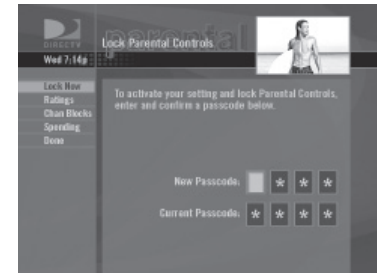 DIRECTV
parental
Lock Parental Controls
Wed 7:14p
Lock Now
Ratings
Chan Blocks
Spending
Done
To activate your setting and lock Parental Controls,
enter and confirm a passcode below.
New Passcode: * * *
Current Passcode: * * * *